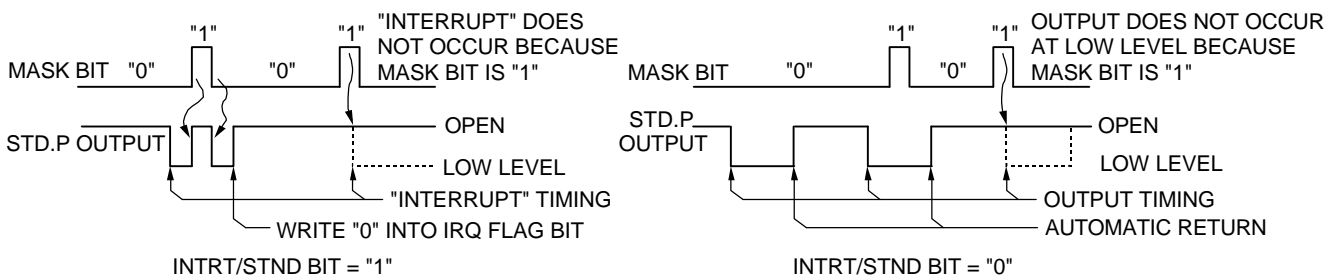 "1"
"1"
"INTERRUPT" DOES
NOT OCCUR BECAUSE
MASK BIT IS "1"
MASK BIT
"0"
"0"
STD.P OUTPUT
OPEN
LOW LEVEL
"INTERRUPT" TIMING
WRITE "0" INTO IRQ FLAG BIT
INTRT/STND BIT = "1"
"1"
"1"
OUTPUT DOES NOT OCCUR
AT LOW LEVEL BECAUSE
MASK BIT IS "1"
MASK BIT
"0"
"0"
STD.P
OUTPUT
OPEN
LOW LEVEL
OUTPUT TIMING
AUTOMATIC RETURN
INTRT/STND BIT = "0"